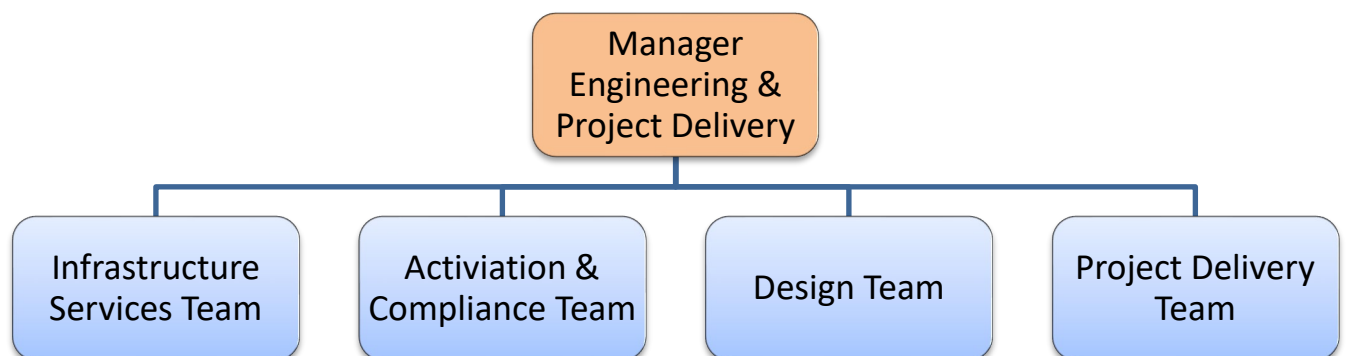 Manager
Engineering &
Project Delivery
Infrastructure
Services Team
Activiation &
Compliance Team
Design Team
Project Delivery
Team